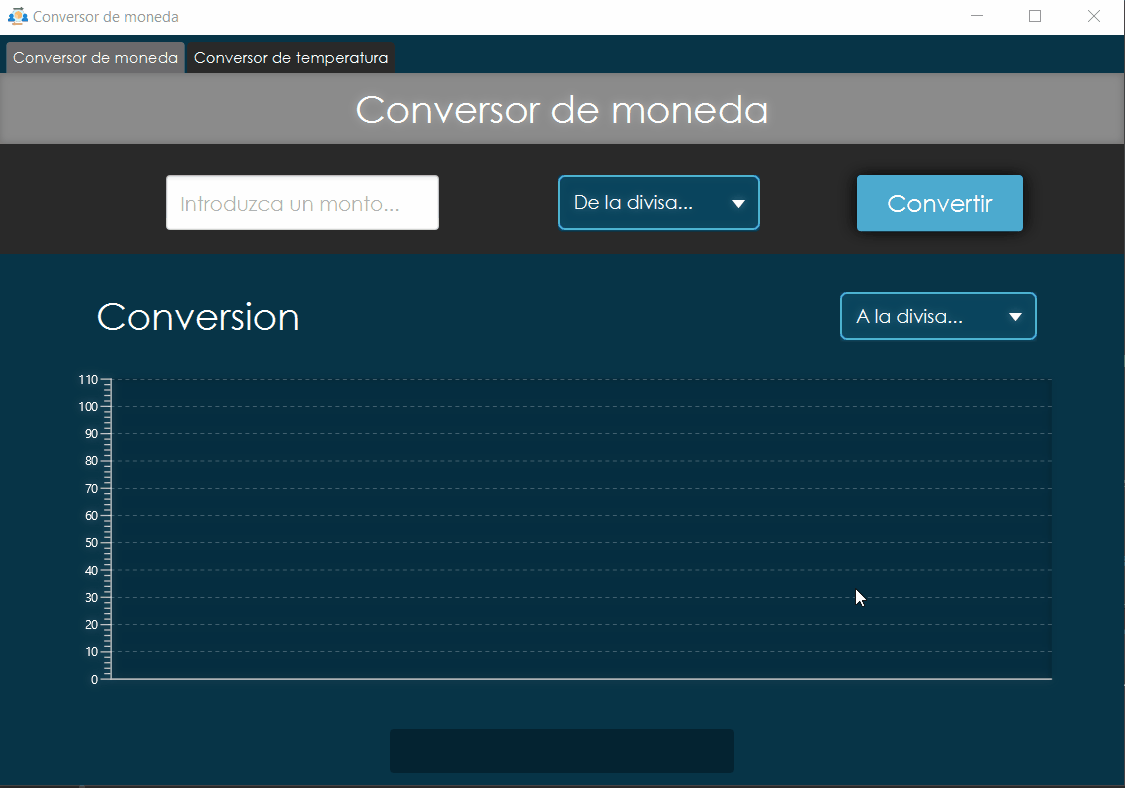 Conversor de moneda
Conversor de moneda Conversor de temperatura
Conversor de moneda
Introduzca un monto... De la divisa... Convertir
Conversion A la divisa...
110
100
90
80
70
60
50
40
30
20
10
0